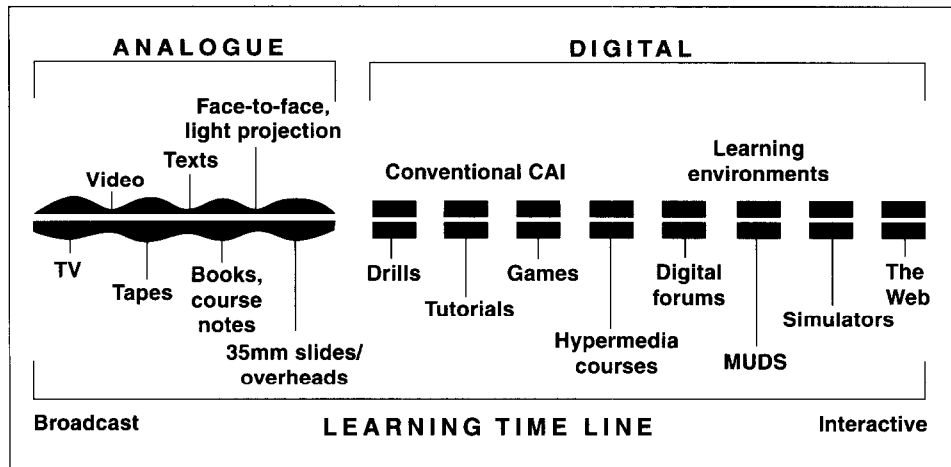 ANALOGUE
DIGITAL
Face-to-face,
light projection
Texts
Video
Conventional CAI
Learning
environments
TV
Tapes
Books,
course
notes
35mm slides/
overheads
Drills
Tutorials
Games
Hypermedia
courses
Digital
forums
MUDS
Simulators
The
Web
Broadcast
LEARNING TIME LINE
Interactive